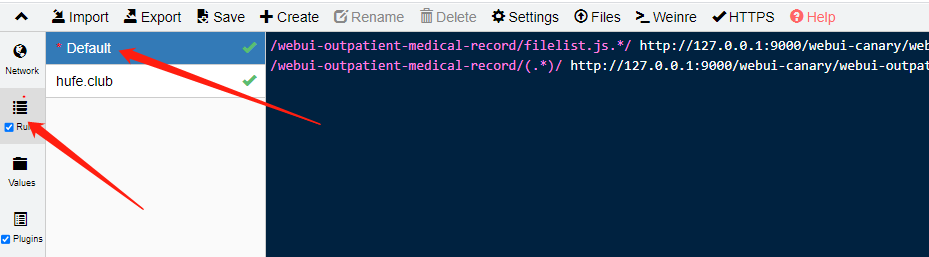 Import Export Save Create Rename Delete Settings Files Weinre HTTPS Help
Network
Values
Plugins
* Default
hufe.club
/webui-outpatient-medical-record/filelist.js.*/ http://127.0.0.1:9000/webui-canary/web
/webui-outpatient-medical-record/(.*)/ http://127.0.0.1:9000/webui-canary/webui-outpat